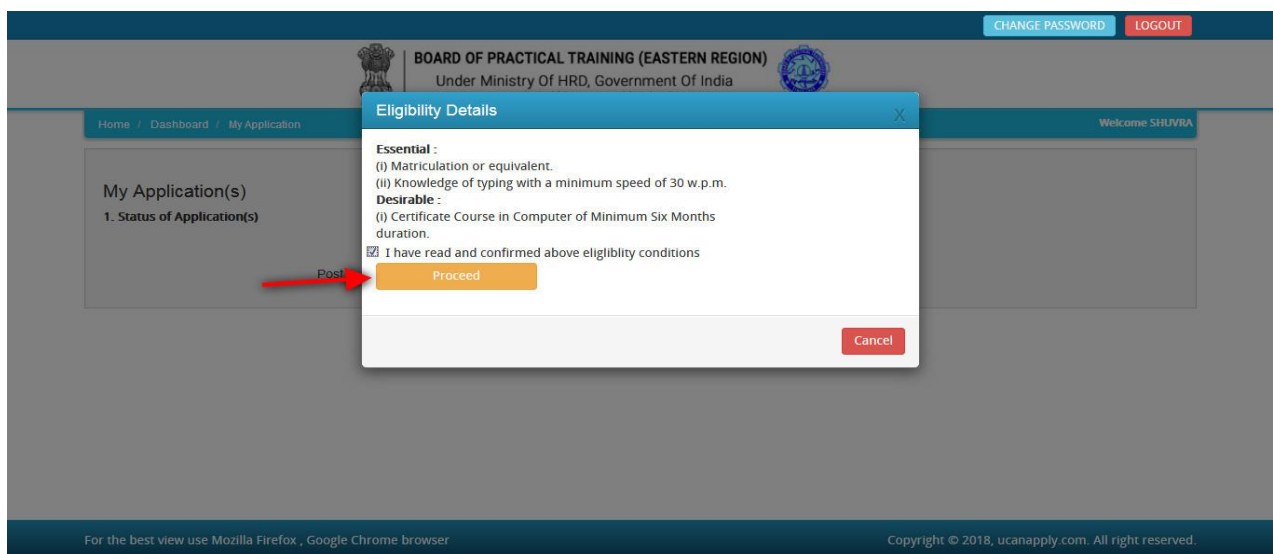 CHANGE PASSWORD LOGOUT
BOARD OF PRACTICAL TRAINING (EASTERN REGION)
Under Ministry Of HRD, Government Of India
Home / Dashboard / My Application
Welcome SHUVRA
Eligibility Details X
Essential :
(i) Matriculation or equivalent.
(ii) Knowledge of typing with a minimum speed of 30 w.p.m.
Desirable :
(i) Certificate Course in Computer of Minimum Six Months
duration.
I have read and confirmed above eligliblity conditions
Proceed
Cancel
My Application(s)
1. Status of Application(s)
Post
For the best view use Mozilla Firefox , Google Chrome browser
Copyright © 2018, ucanapply.com. All right reserved.